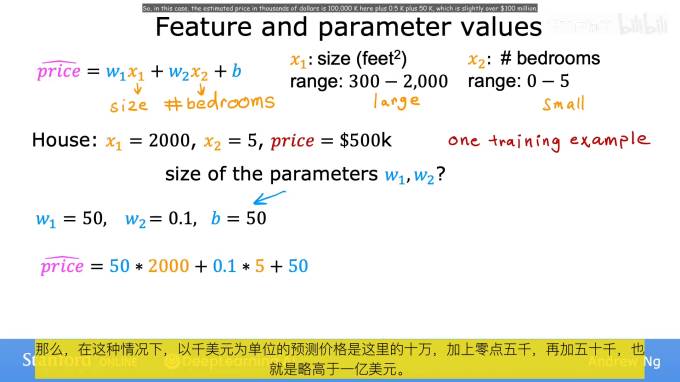 So, in this case, the estimated price in thousands of dollars is 100,000 K here plus 0.5 K plus 50 K, which is slightly over $100 million.
Feature and parameter values
bilibili
price = w₁x₁ + w₂x₂ + b
size #bedrooms
x₁: size (feet²)
range: 300 − 2,000
large
x₂: # bedrooms
range: 0 − 5
small
House: x₁ = 2000, x₂ = 5, price = $500k
one training example
size of the parameters w₁, w₂?
w₁ = 50, w₂ = 0.1, b = 50
price = 50 * 2000 + 0.1 * 5 + 50
那么，在这种情况下，以千美元为单位的预测价格是这里的十万，加上零点五千，再加五十千，也
就是略高于一亿美元。
Ng